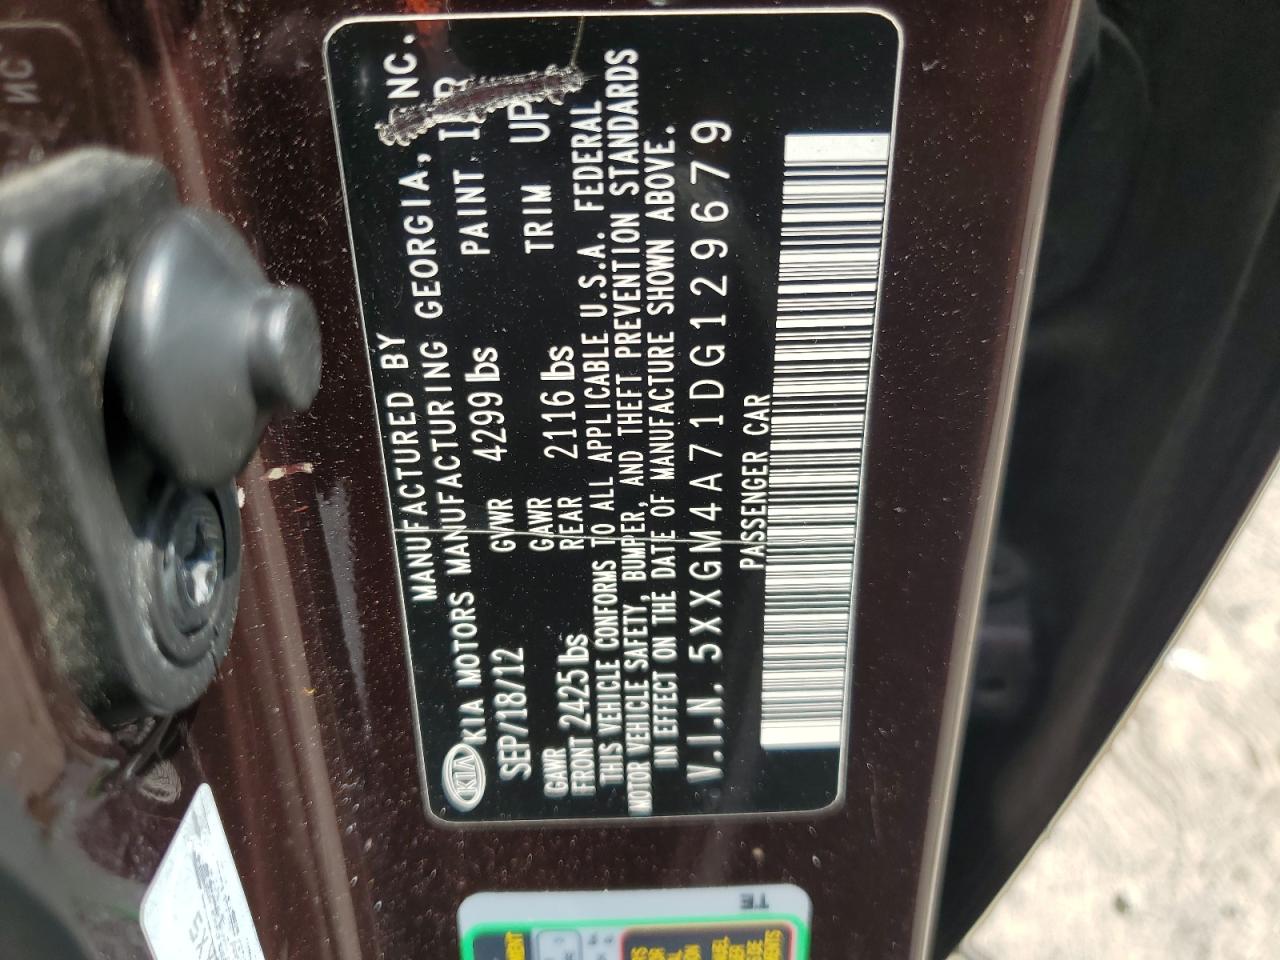 MANUFACTURED BY
KIA MOTORS MANUFACTURING GEORGIA, INC.
KIA
SEP/18/12 GVWR 4299 lbs PAINT
GAWR FRONT 2425 lbs GAWR REAR 2116 lbs TRIM UP
THIS VEHICLE CONFORMS TO ALL APPLICABLE U.S.A. FEDERAL
MOTOR VEHICLE SAFETY, BUMPER, AND THEFT PREVENTION STANDARDS
IN EFFECT ON THE DATE OF MANUFACTURE SHOWN ABOVE.
V.I.N. 5XXGM4A71DG129679
PASSENGER CAR